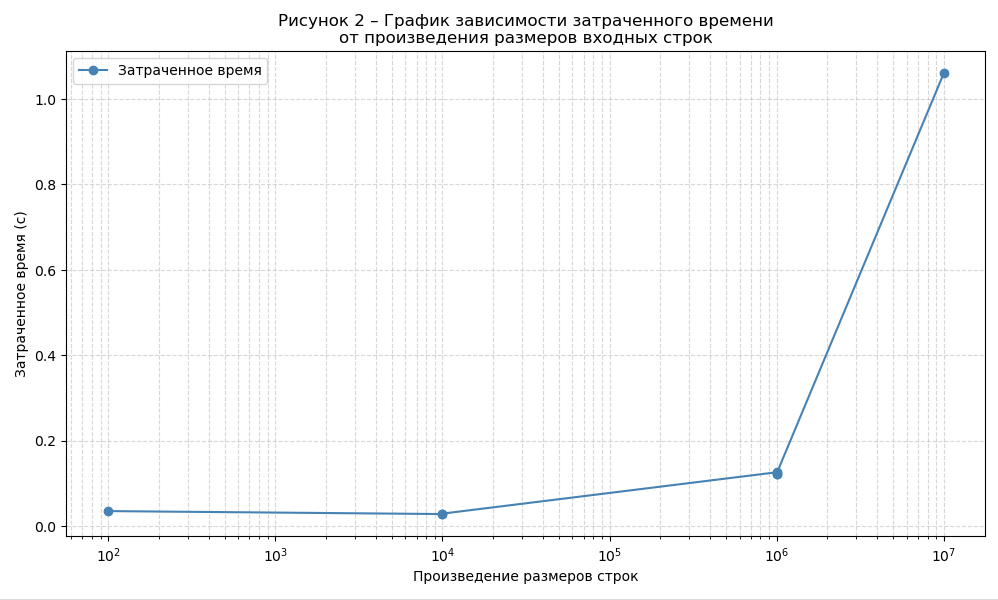 Рисунок 2 – График зависимости затраченного времени
от произведения размеров входных строк
Затраченное время
1.0
0.8
0.6
0.4
0.2
0.0
Затраченное время (с)
10²
10³
10⁴
10⁵
10⁶
10⁷
Произведение размеров строк